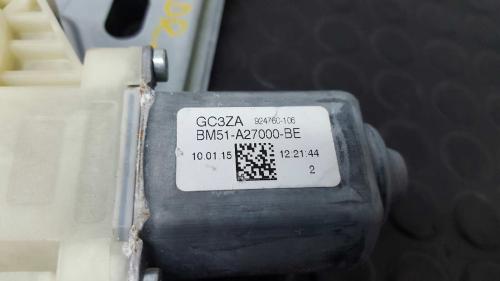 GC3ZA 924760-106
BM51-A27000-BE
10.01.15 12:21:44
2